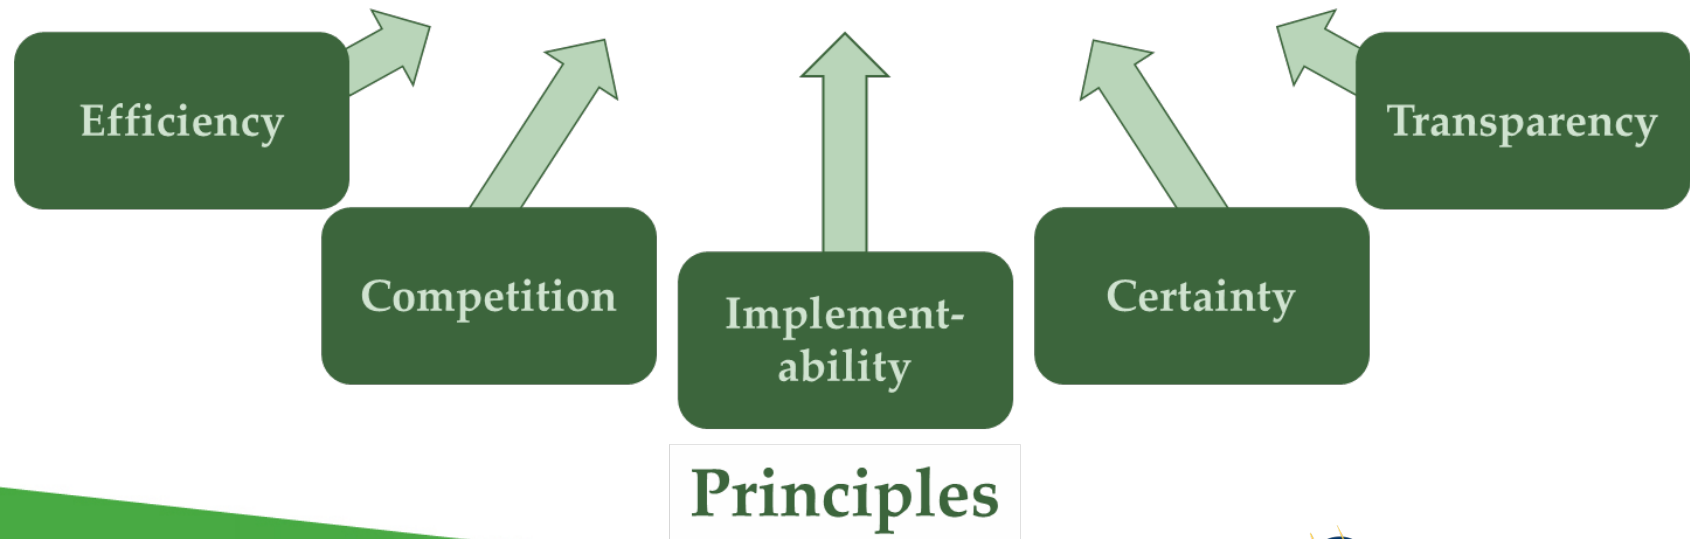 Efficiency
Transparency
Competition
Certainty
Implement-
ability
Principles